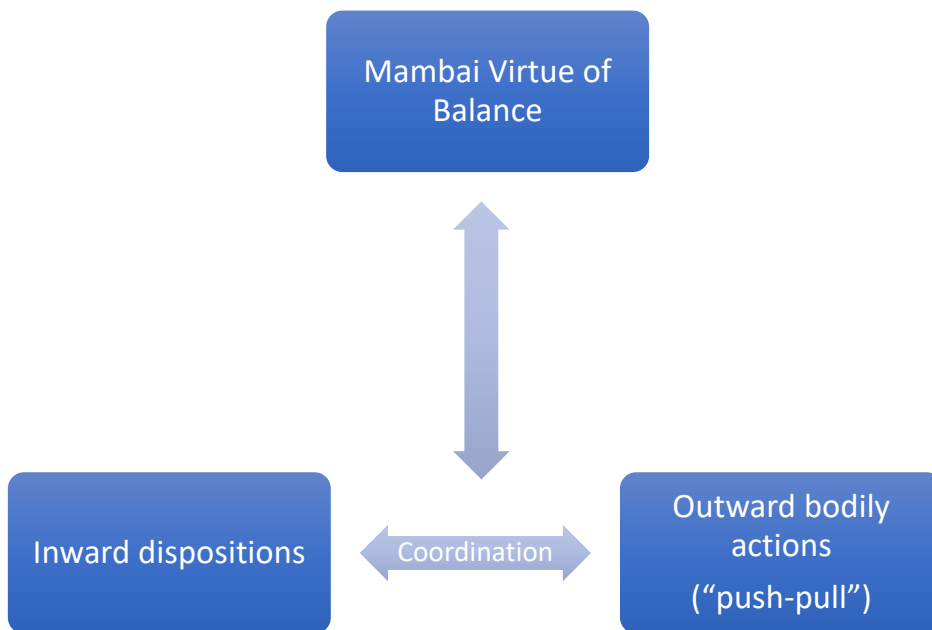 Mambai Virtue of
Balance
Inward dispositions
Coordination
Outward bodily
actions
(“push-pull”)